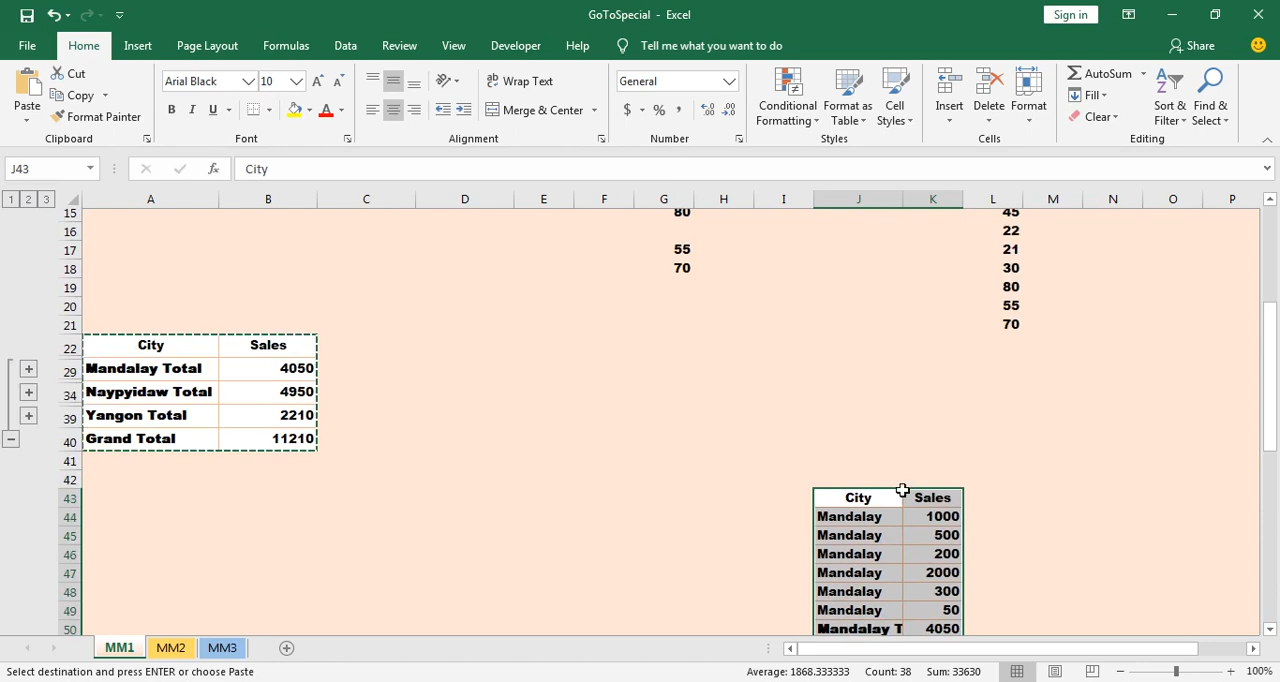 GoToSpecial - Excel
Sign in
File Home Insert Page Layout Formulas Data Review View Developer Help Tell me what you want to do Share
Paste
Cut
Copy
Format Painter
Clipboard
Arial Black 10
B I U
Font
Wrap Text
Merge & Center
Alignment
General
$ % ,
Number
Conditional Formatting
Format as Table
Cell Styles
Styles
Insert Delete Format
Cells
AutoSum
Fill
Clear
Sort & Filter
Find & Select
Editing
J43 fx City
1 2 3 A B C D E F G H I J K L M N O P
15 80 45
16 22
17 55 21
18 70 30
19 80
20 55
21 70
22 City Sales
29 Mandalay Total 4050
34 Naypyidaw Total 4950
39 Yangon Total 2210
40 Grand Total 11210
41
42
43 City Sales
44 Mandalay 1000
45 Mandalay 500
46 Mandalay 200
47 Mandalay 2000
48 Mandalay 300
49 Mandalay 50
50 Mandalay T 4050
MM1 MM2 MM3
Select destination and press ENTER or choose Paste Average: 1868.333333 Count: 38 Sum: 33630 100%